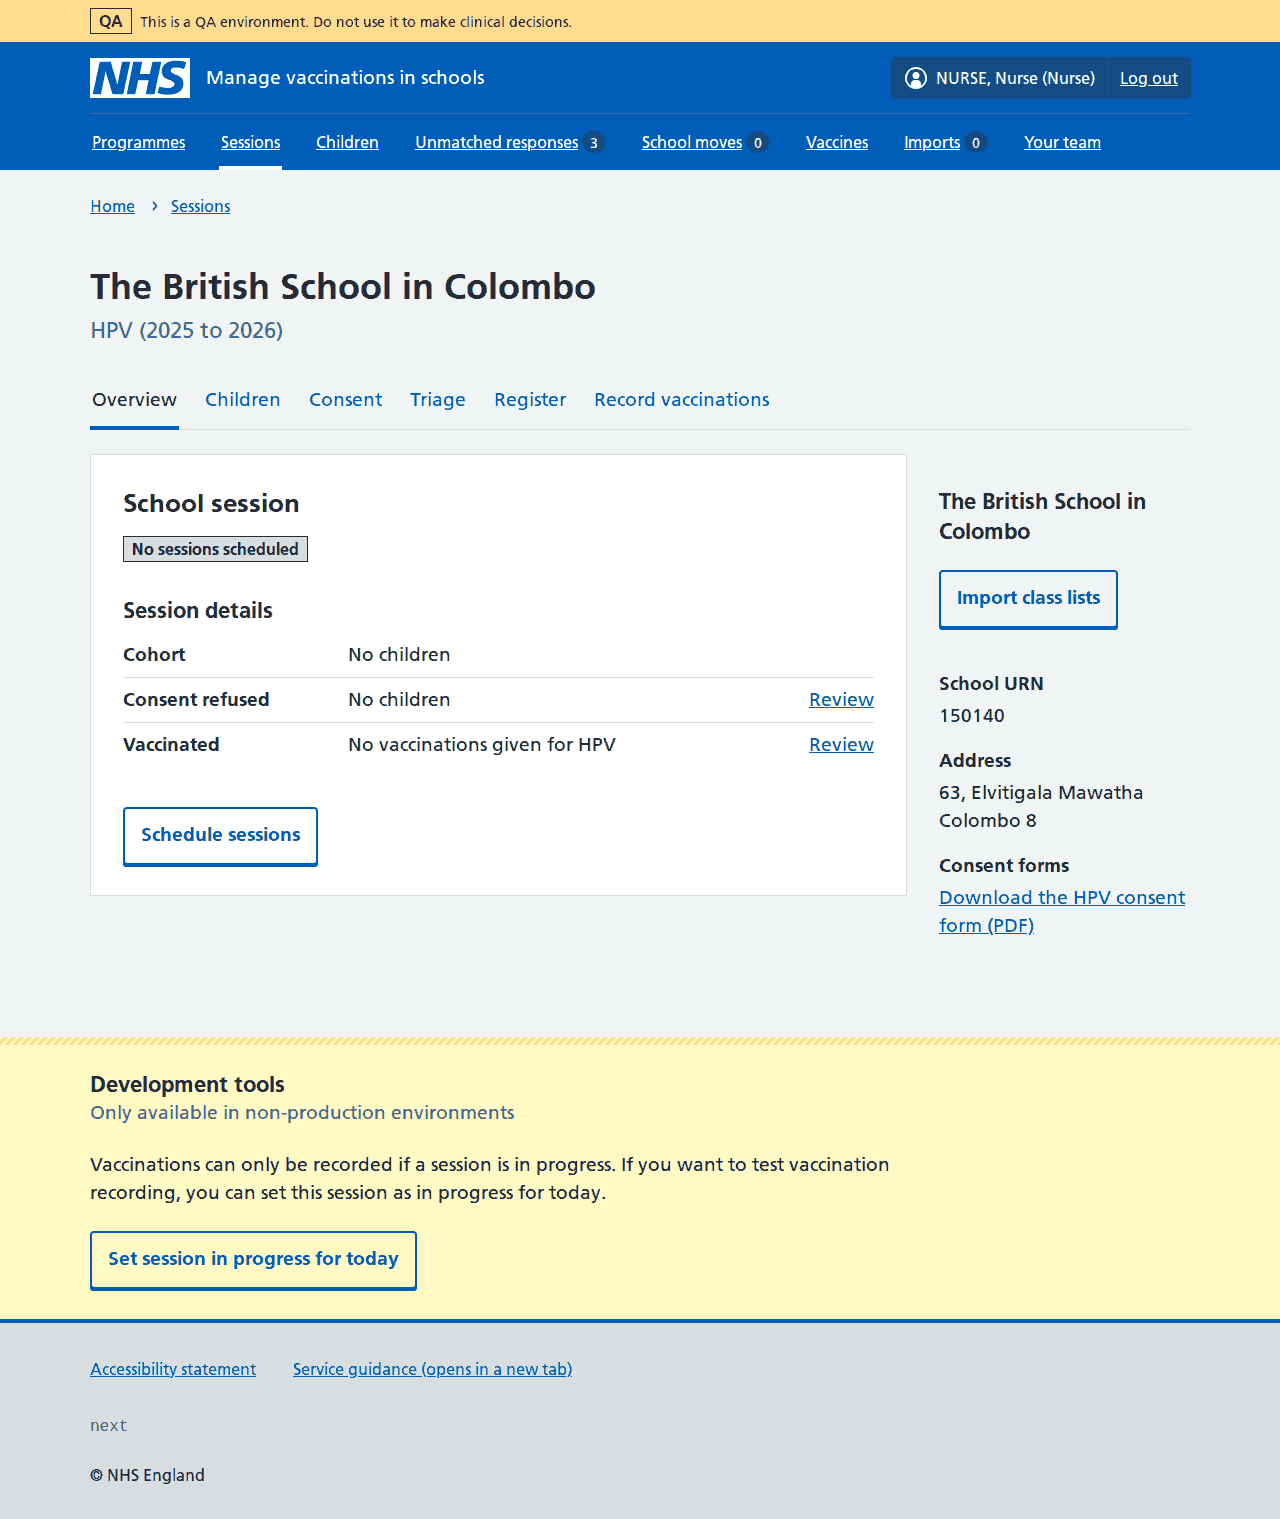 QA This is a QA environment. Do not use it to make clinical decisions.
NHS Manage vaccinations in schools NURSE, Nurse (Nurse) Log out
Programmes Sessions Children Unmatched responses 3 School moves 0 Vaccines Imports 0 Your team
Home › Sessions
The British School in Colombo
HPV (2025 to 2026)
Overview Children Consent Triage Register Record vaccinations
School session
No sessions scheduled
Session details
Cohort No children
Consent refused No children Review
Vaccinated No vaccinations given for HPV Review
Schedule sessions
The British School in
Colombo
Import class lists
School URN
150140
Address
63, Elvitigala Mawatha
Colombo 8
Consent forms
Download the HPV consent
form (PDF)
Development tools
Only available in non-production environments
Vaccinations can only be recorded if a session is in progress. If you want to test vaccination
recording, you can set this session as in progress for today.
Set session in progress for today
Accessibility statement Service guidance (opens in a new tab)
next
© NHS England